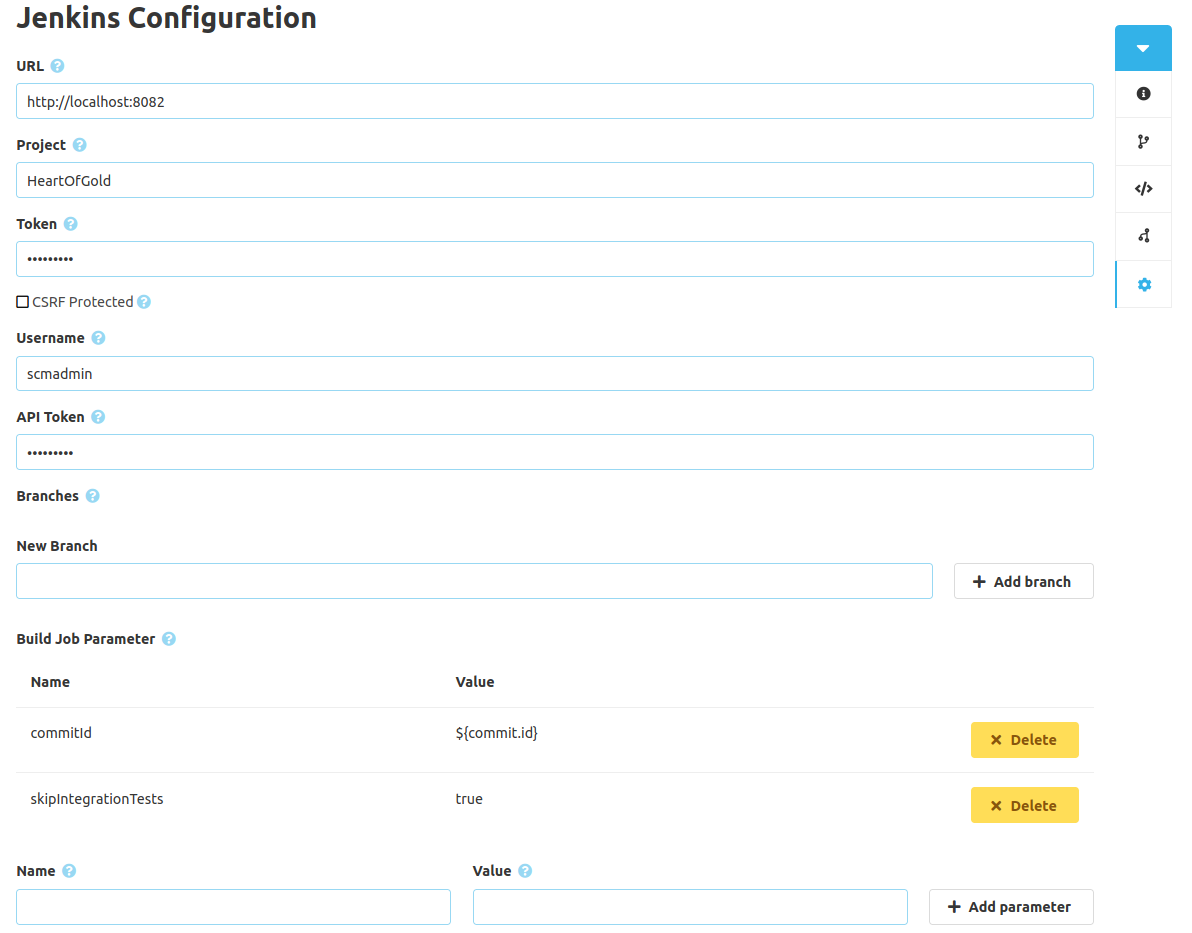 Jenkins Configuration
URL ?
http://localhost:8082
Project ?
HeartOfGold
Token ?
•••••••••
CSRF Protected ?
Username ?
scmadmin
API Token ?
•••••••••
Branches ?
New Branch
Add branch
Build Job Parameter ?
Name Value
commitId ${commit.id} Delete
skipIntegrationTests true Delete
Name ? Value ?
Add parameter